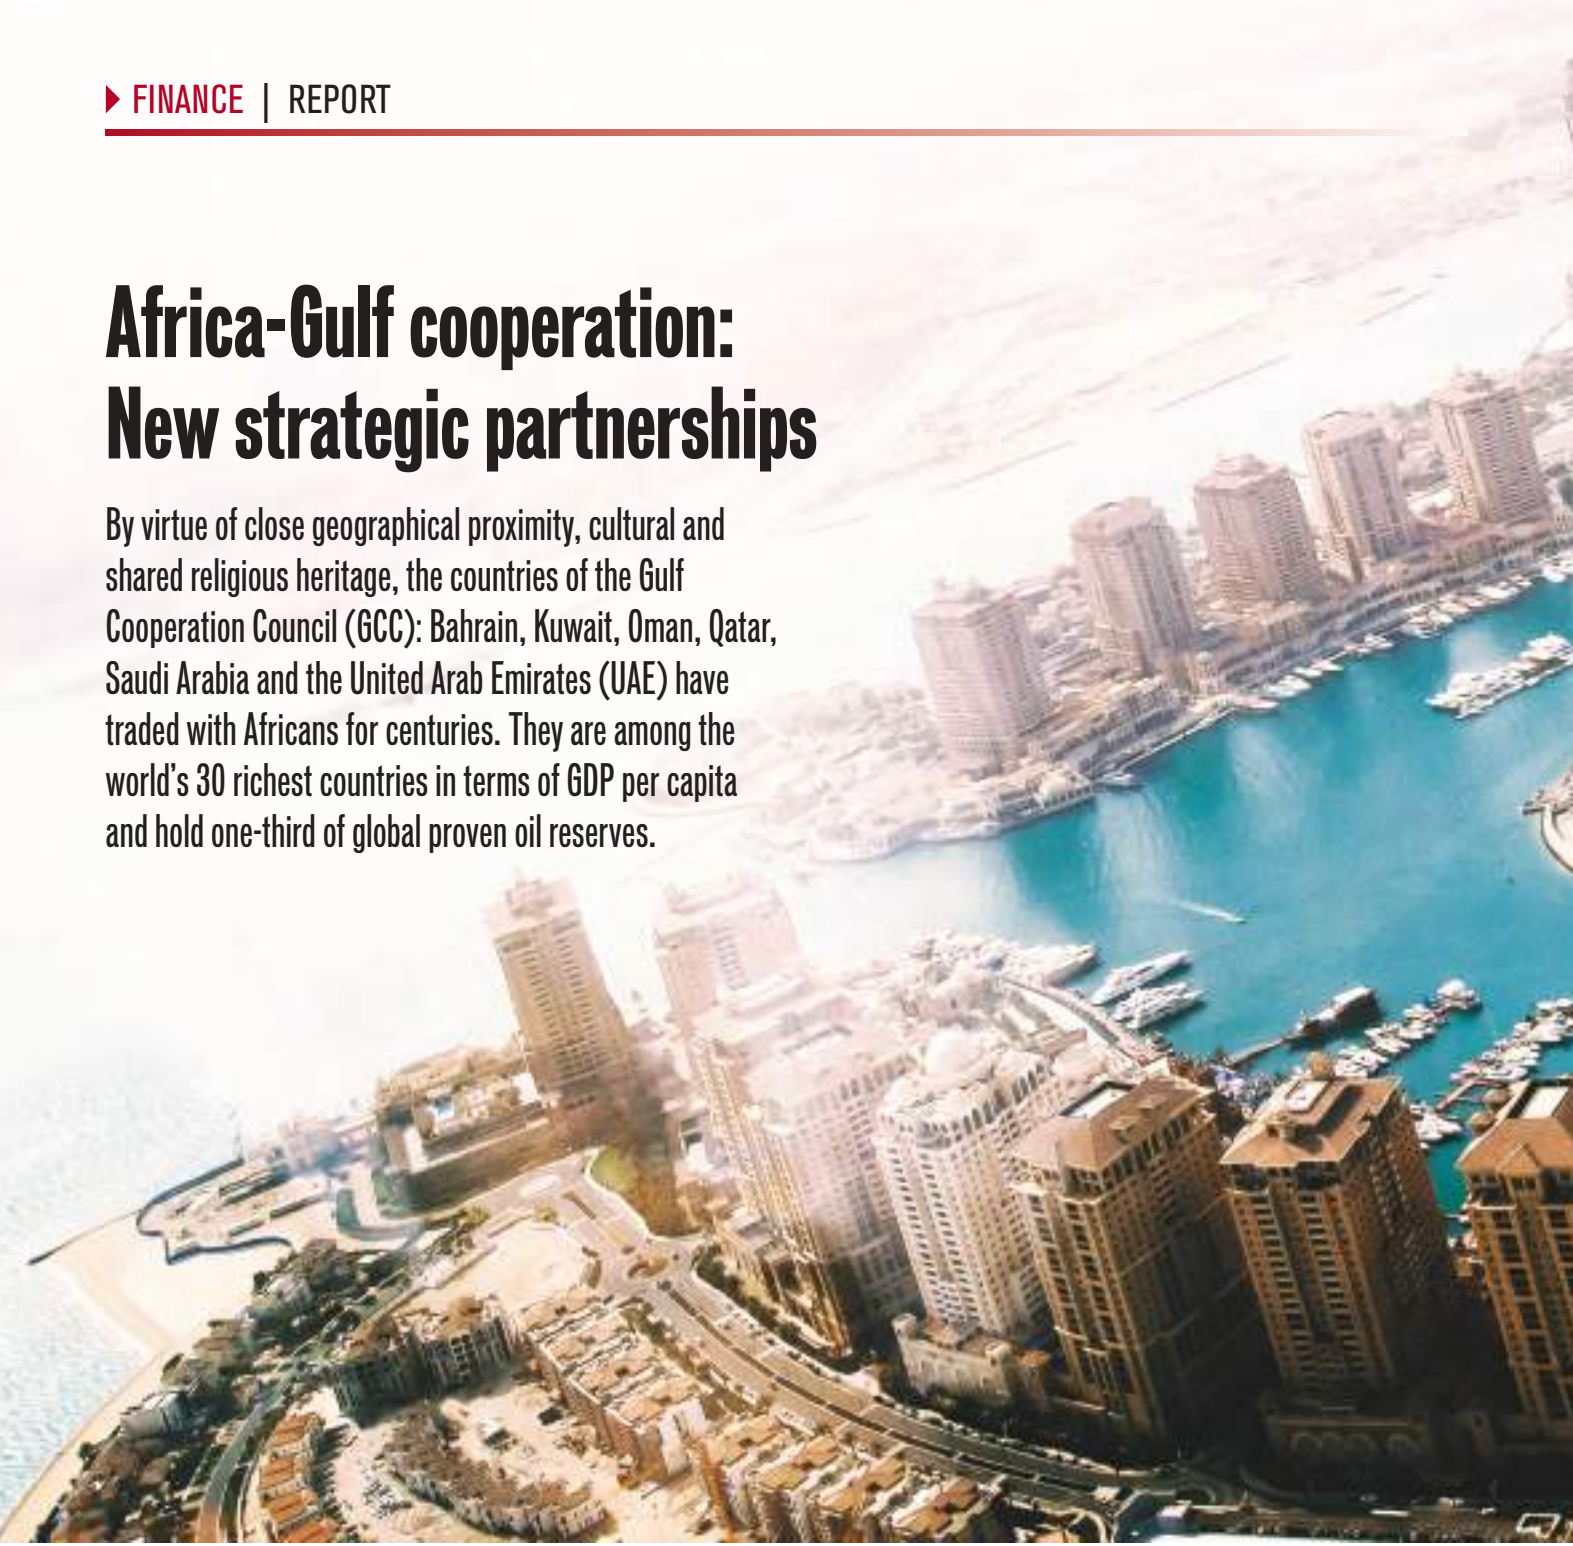 FINANCE | REPORT
Africa-Gulf cooperation:
New strategic partnerships
By virtue of close geographical proximity, cultural and
shared religious heritage, the countries of the Gulf
Cooperation Council (GCC): Bahrain, Kuwait, Oman, Qatar,
Saudi Arabia and the United Arab Emirates (UAE) have
traded with Africans for centuries. They are among the
world’s 30 richest countries in terms of GDP per capita
and hold one-third of global proven oil reserves.